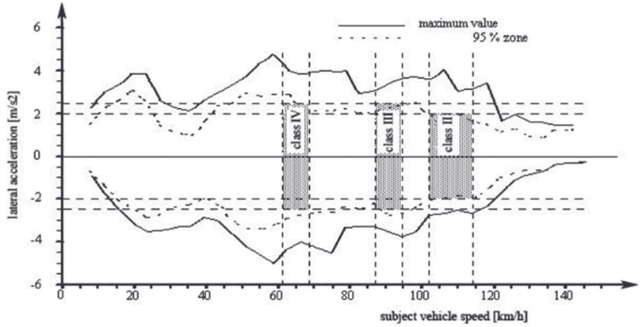 6
4
2
0
-2
-4
-6
lateral acceleration [m/s2]
maximum value
95 % zone
class IV
class III
class II
0
20
40
60
80
100
120
140
subject vehicle speed [km/h]